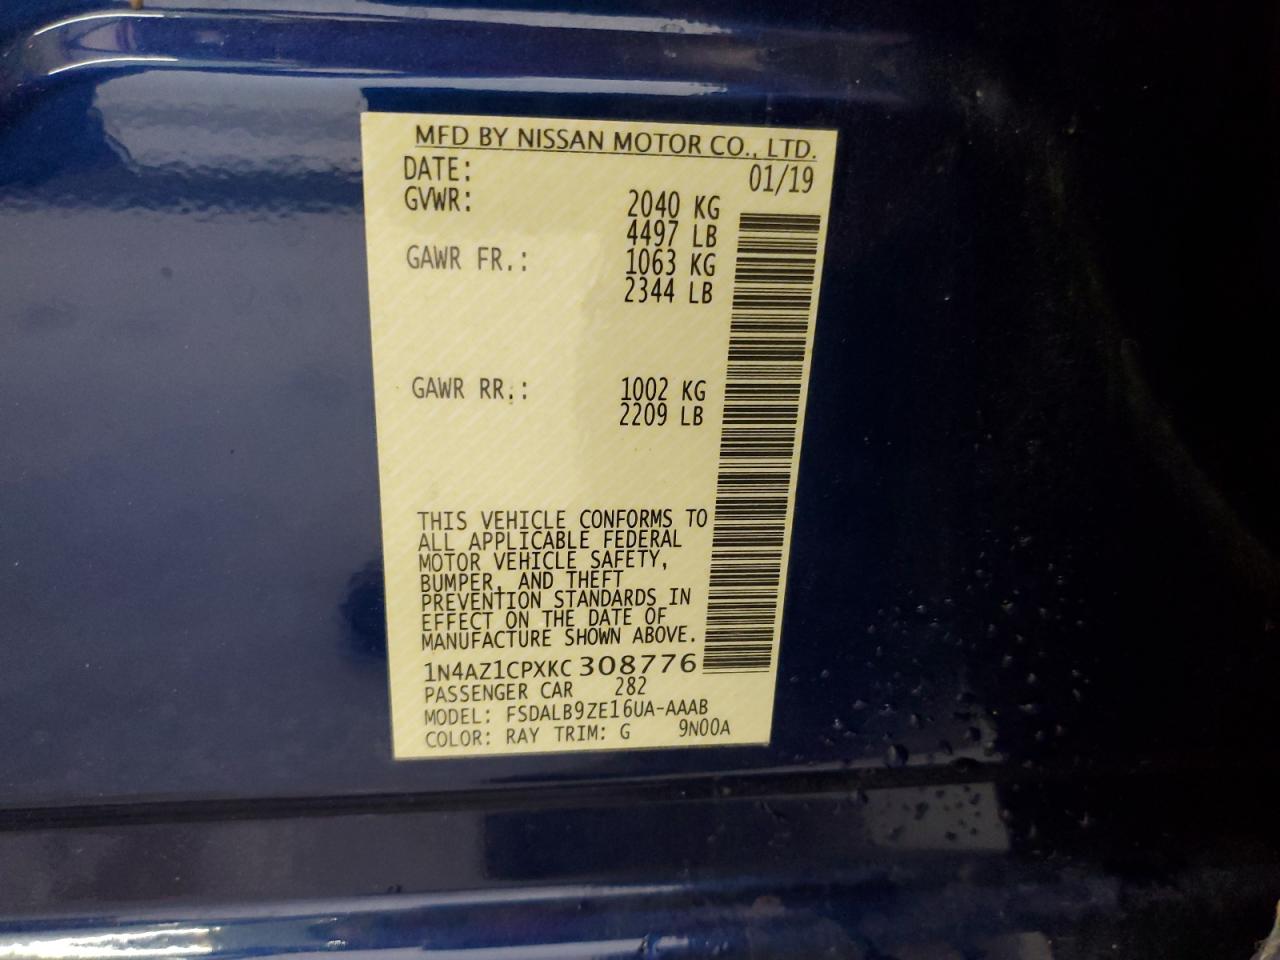 MFD BY NISSAN MOTOR CO., LTD.
DATE: 01/19
GVWR: 2040 KG
4497 LB
GAWR FR.: 1063 KG
2344 LB
GAWR RR.: 1002 KG
2209 LB
THIS VEHICLE CONFORMS TO
ALL APPLICABLE FEDERAL
MOTOR VEHICLE SAFETY,
BUMPER, AND THEFT
PREVENTION STANDARDS IN
EFFECT ON THE DATE OF
MANUFACTURE SHOWN ABOVE.
1N4AZ1CPXKC 308776
PASSENGER CAR 282
MODEL: FSDALB9ZE16UA-AAAB
COLOR: RAY TRIM: G 9N00A